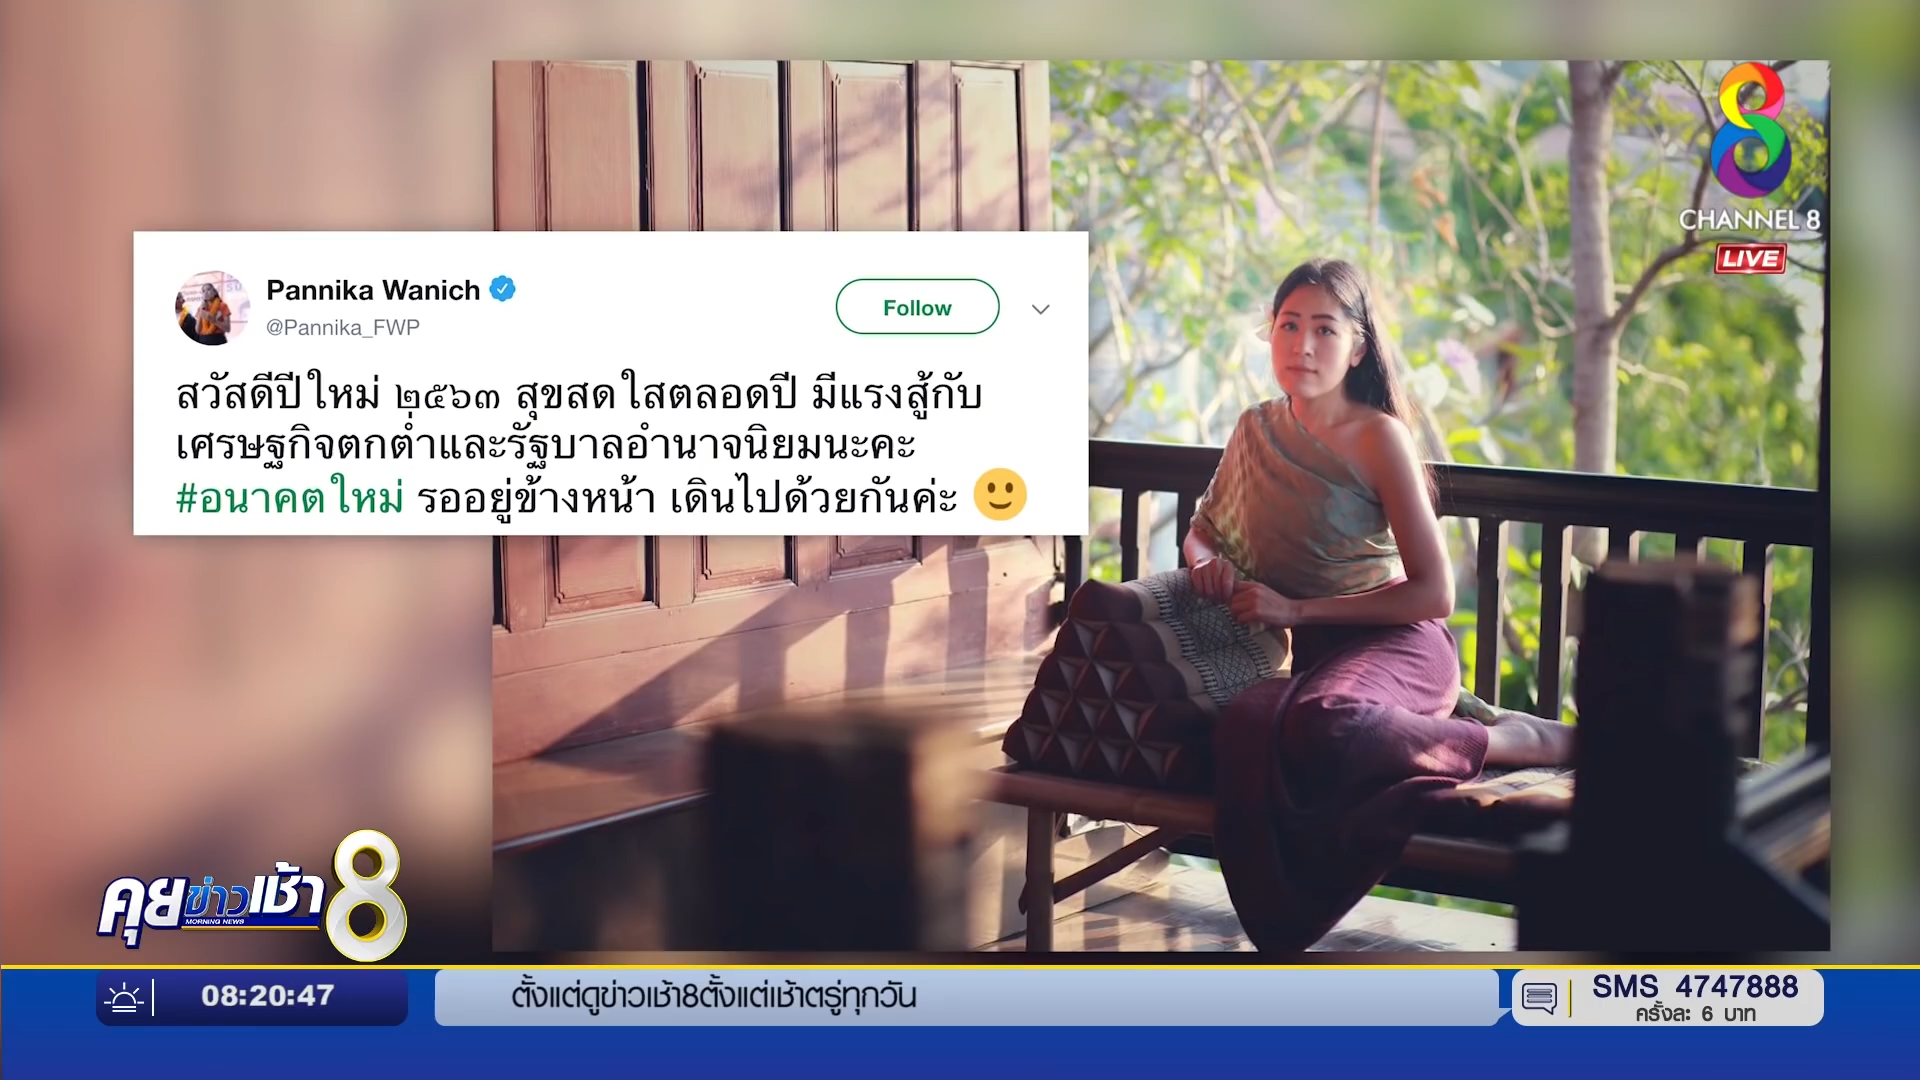 CHANNEL 8
LIVE
Pannika Wanich
@Pannika_FWP
Follow
สวัสดีปีใหม่ ๒๕๖๓ สุขสดใสตลอดปี มีแรงสู้กับ
เศรษฐกิจตกต่ำและรัฐบาลอำนาจนิยมนะคะ
#อนาคตใหม่ รออยู่ข้างหน้า เดินไปด้วยกันค่ะ 🙂
คุยข่าวเช้า 8
MORNING NEWS
08:20:47
ตั้งแต่ดูข่าวเช้า8ตั้งแต่เช้าตรู่ทุกวัน
SMS 4747888
ครั้งละ 6 บาท